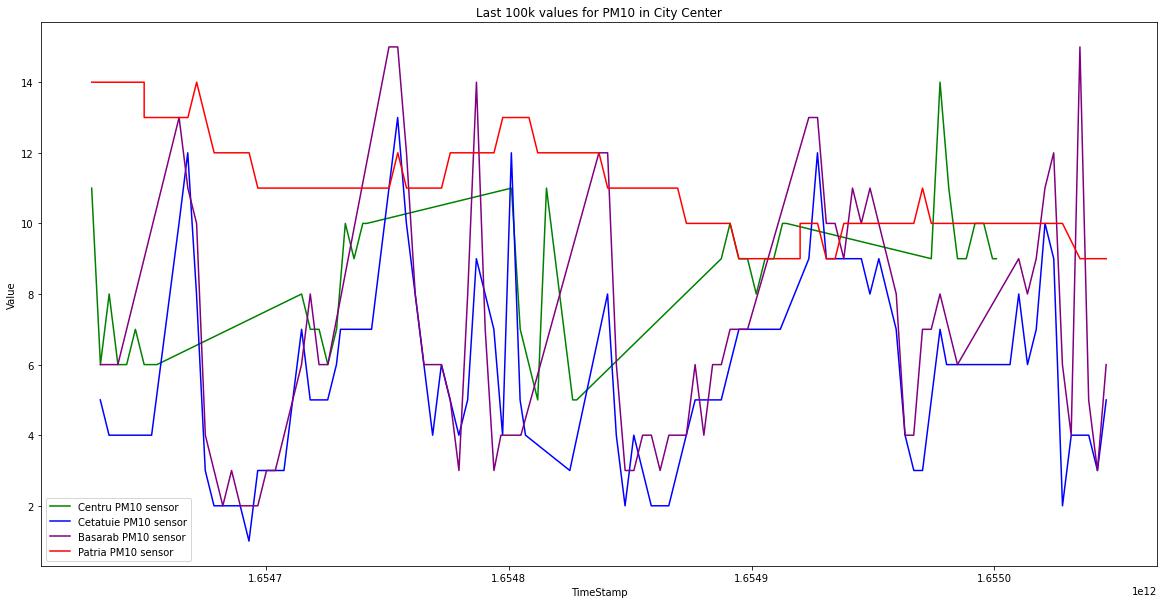 Last 100k values for PM10 in City Center
Value
14
12
10
8
6
4
2
Centru PM10 sensor
Cetatuie PM10 sensor
Basarab PM10 sensor
Patria PM10 sensor
1.6547 1.6548 1.6549 1.6550
TimeStamp 1e12